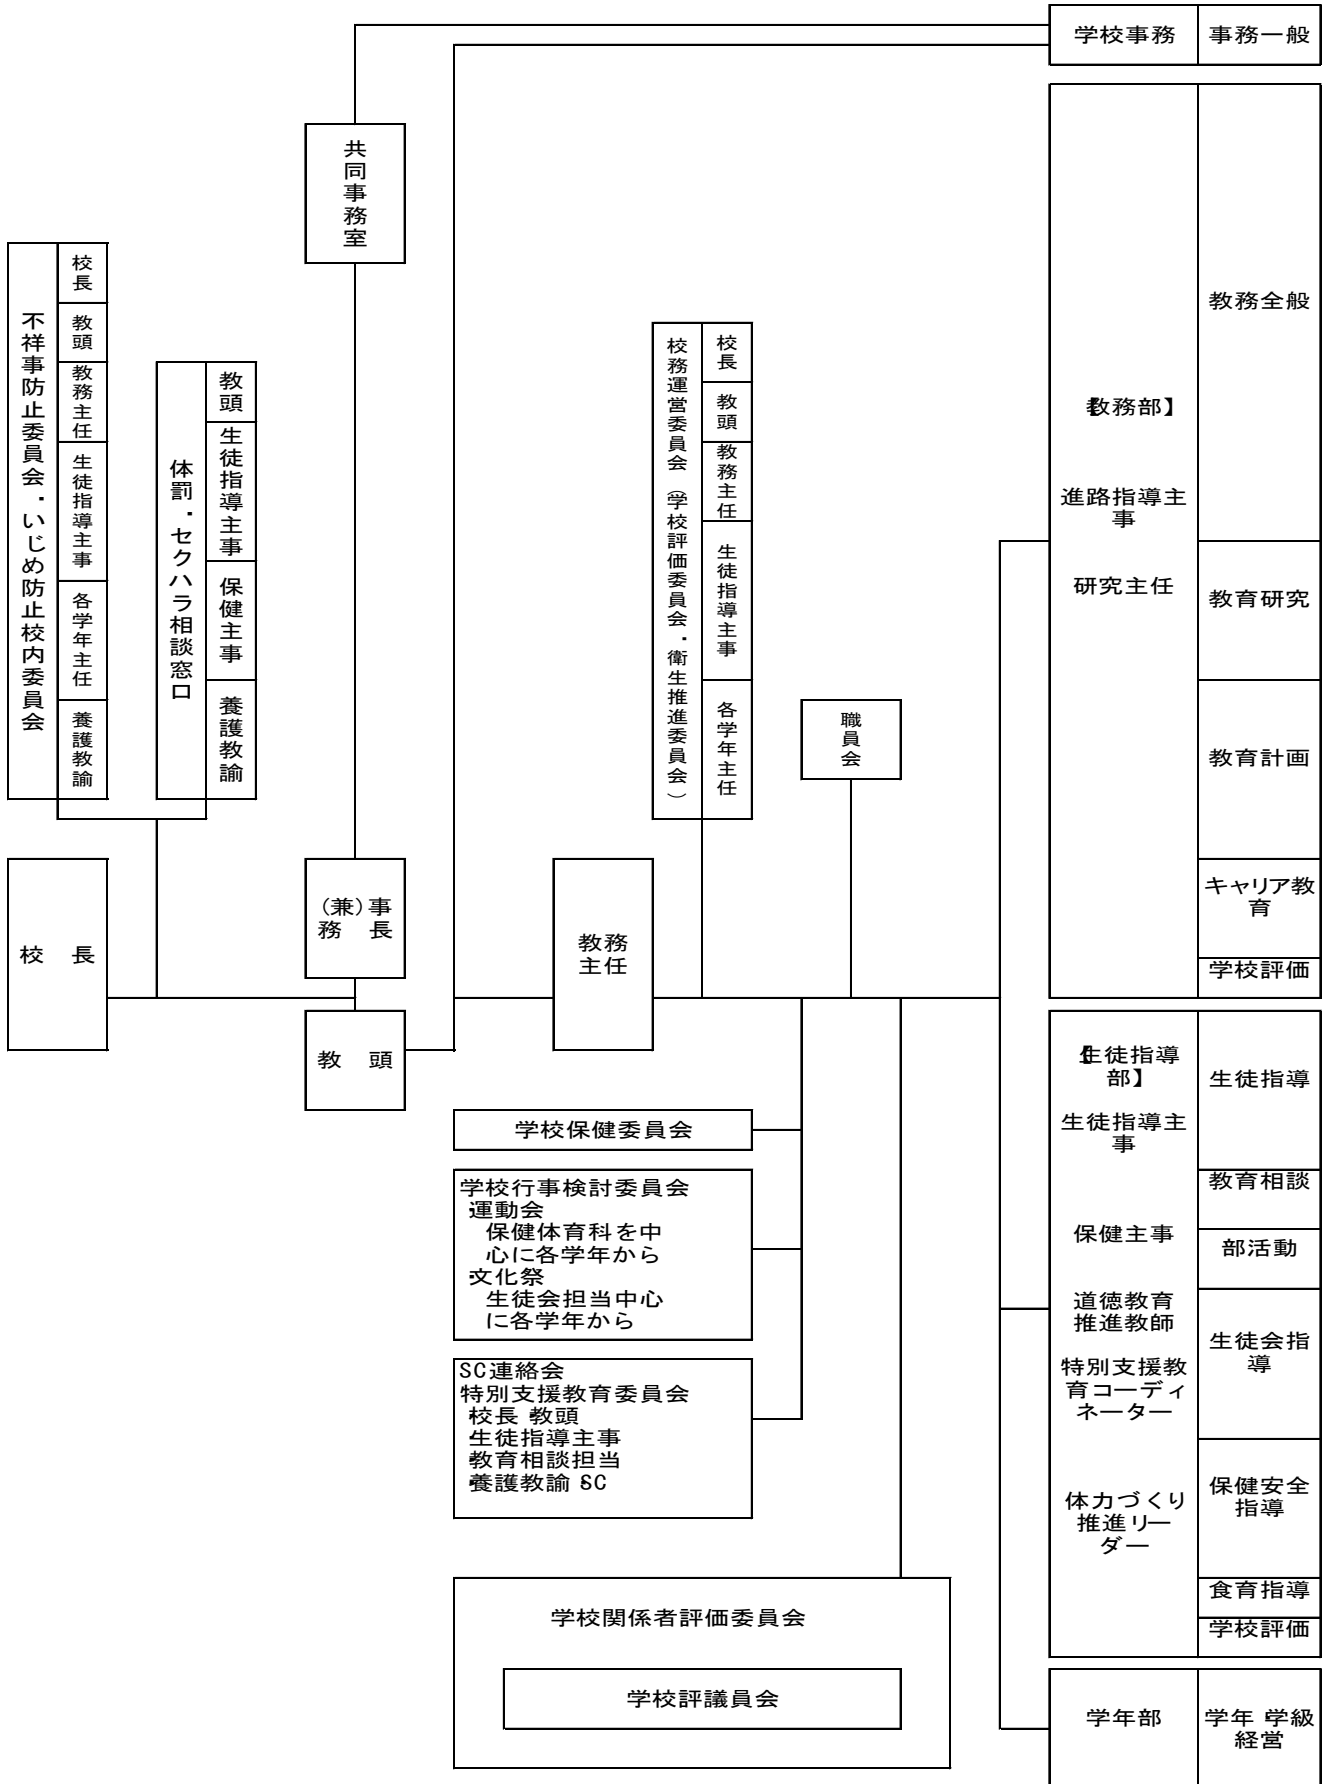 学校事務
事務一般
共同事務室
不祥事防止委員会・いじめ防止校内委員会
校長
教頭
教務主任
生徒指導主事
各学年主任
養護教諭
体罰・セクハラ相談窓口
教頭
生徒指導主事
保健主事
養護教諭
校務運営委員会（学校評価委員会・衛生推進委員会）
校長
教頭
教務主任
生徒指導主事
各学年主任
職員会
校　長
(兼)事
務　長
教　頭
教務
主任
学校保健委員会
学校行事検討委員会
・運動会
保健体育科を中
心に各学年から
・文化祭
生徒会担当中心
に各学年から
SC連絡会
特別支援教育委員会
・校長・教頭
・生徒指導主事
・教育相談担当
・養護教諭・SC
学校関係者評価委員会
学校評議員会
【教務部】
進路指導主
事
研究主任
教務全般
教育研究
教育計画
キャリア教
育
学校評価
【生徒指導
部】
生徒指導主
事
保健主事
道徳教育
推進教師
特別支援教
育コーディ
ネーター
体力づくり
推進リー
ダー
生徒指導
教育相談
部活動
生徒会指
導
保健安全
指導
食育指導
学校評価
学年部
学年・学級
経営